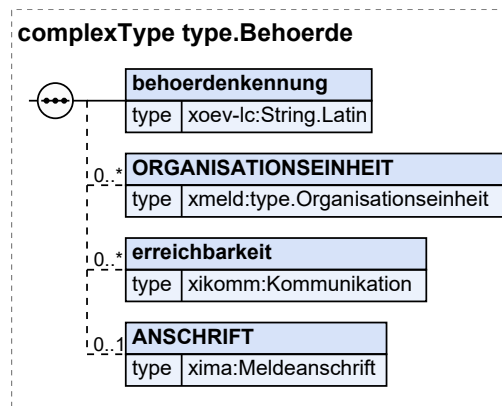 complexType type.Behoerde
behoerdenkennung
type xoev-lc:String.Latin
0..* ORGANISATIONSEINHEIT
type xmeld:type.Organisationseinheit
0..* erreichbarkeit
type xikomm:Kommunikation
0..1 ANSCHRIFT
type xima:Meldeanschrift